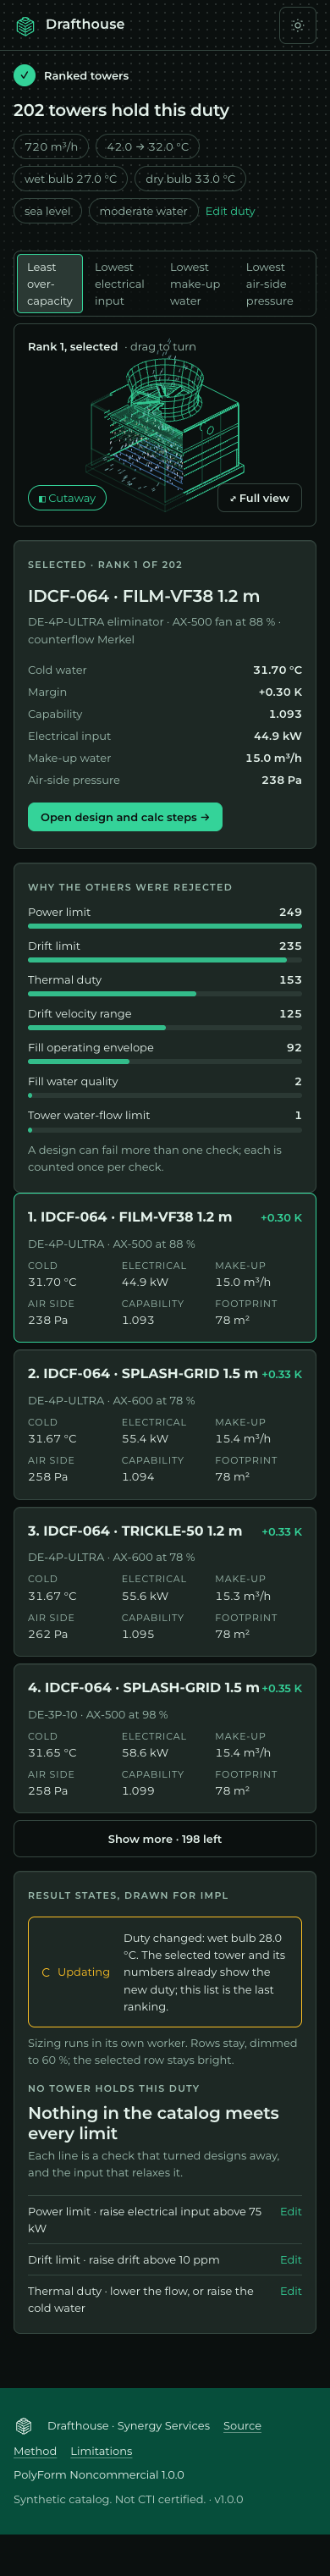 Drafthouse
Ranked towers
202 towers hold this duty
720 m³/h
42.0 → 32.0 °C
wet bulb 27.0 °C
dry bulb 33.0 °C
sea level
moderate water
Edit duty
Least over-capacity
Lowest electrical input
Lowest make-up water
Lowest air-side pressure
Rank 1, selected · drag to turn
Cutaway
Full view
SELECTED · RANK 1 OF 202
IDCF-064 · FILM-VF38 1.2 m
DE-4P-ULTRA eliminator · AX-500 fan at 88 % ·
counterflow Merkel
Cold water 31.70 °C
Margin +0.30 K
Capability 1.093
Electrical input 44.9 kW
Make-up water 15.0 m³/h
Air-side pressure 238 Pa
Open design and calc steps →
WHY THE OTHERS WERE REJECTED
Power limit 249
Drift limit 235
Thermal duty 153
Drift velocity range 125
Fill operating envelope 92
Fill water quality 2
Tower water-flow limit 1
A design can fail more than one check; each is
counted once per check.
1. IDCF-064 · FILM-VF38 1.2 m +0.30 K
DE-4P-ULTRA · AX-500 at 88 %
COLD ELECTRICAL MAKE-UP
31.70 °C 44.9 kW 15.0 m³/h
AIR SIDE CAPABILITY FOOTPRINT
238 Pa 1.093 78 m²
2. IDCF-064 · SPLASH-GRID 1.5 m +0.33 K
DE-4P-ULTRA · AX-600 at 78 %
COLD ELECTRICAL MAKE-UP
31.67 °C 55.4 kW 15.4 m³/h
AIR SIDE CAPABILITY FOOTPRINT
258 Pa 1.094 78 m²
3. IDCF-064 · TRICKLE-50 1.2 m +0.33 K
DE-4P-ULTRA · AX-600 at 78 %
COLD ELECTRICAL MAKE-UP
31.67 °C 55.6 kW 15.3 m³/h
AIR SIDE CAPABILITY FOOTPRINT
262 Pa 1.095 78 m²
4. IDCF-064 · SPLASH-GRID 1.5 m +0.35 K
DE-3P-10 · AX-500 at 98 %
COLD ELECTRICAL MAKE-UP
31.65 °C 58.6 kW 15.4 m³/h
AIR SIDE CAPABILITY FOOTPRINT
258 Pa 1.099 78 m²
Show more · 198 left
RESULT STATES, DRAWN FOR IMPL
Updating
Duty changed: wet bulb 28.0
°C. The selected tower and its
numbers already show the
new duty; this list is the last
ranking.
Sizing runs in its own worker. Rows stay, dimmed
to 60 %; the selected row stays bright.
NO TOWER HOLDS THIS DUTY
Nothing in the catalog meets
every limit
Each line is a check that turned designs away,
and the input that relaxes it.
Power limit · raise electrical input above 75 Edit
kW
Drift limit · raise drift above 10 ppm Edit
Thermal duty · lower the flow, or raise the Edit
cold water
Drafthouse · Synergy Services Source
Method Limitations
PolyForm Noncommercial 1.0.0
Synthetic catalog. Not CTI certified. · v1.0.0